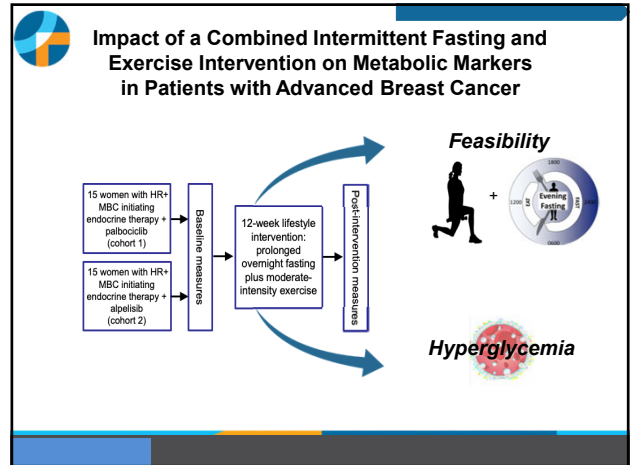 Impact of a Combined Intermittent Fasting and
Exercise Intervention on Metabolic Markers
in Patients with Advanced Breast Cancer
Feasibility
15 women with HR+
MBC initiating
endocrine therapy +
palbociclib
(cohort 1)
15 women with HR+
MBC initiating
endocrine therapy +
alpelisib
(cohort 2)
Baseline measures
12-week lifestyle
intervention:
prolonged
overnight fasting
plus moderate-
intensity exercise
Post-intervention measures
+
1800
1200
EAT
Evening
Fasting
FAST
0600
Hyperglycemia